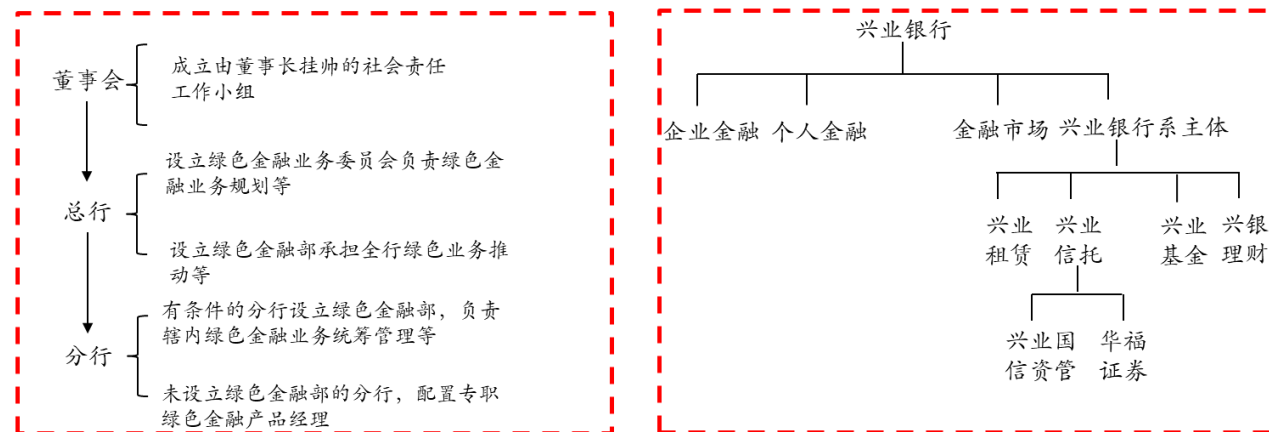 董事会
成立由董事长挂帅的社会责任
工作小组
设立绿色金融业务委员会负责绿色金
融业务规划等
总行
设立绿色金融部承担全行绿色业务推
动等
有条件的分行设立绿色金融部，负责
辖内绿色金融业务统筹管理等
分行
未设立绿色金融部的分行，配置专职
绿色金融产品经理
兴业银行
企业金融 个人金融 金融市场 兴业银行系主体
兴业 兴业 兴业 兴银
租赁 信托 基金 理财
兴业国 华福
信资管 证券